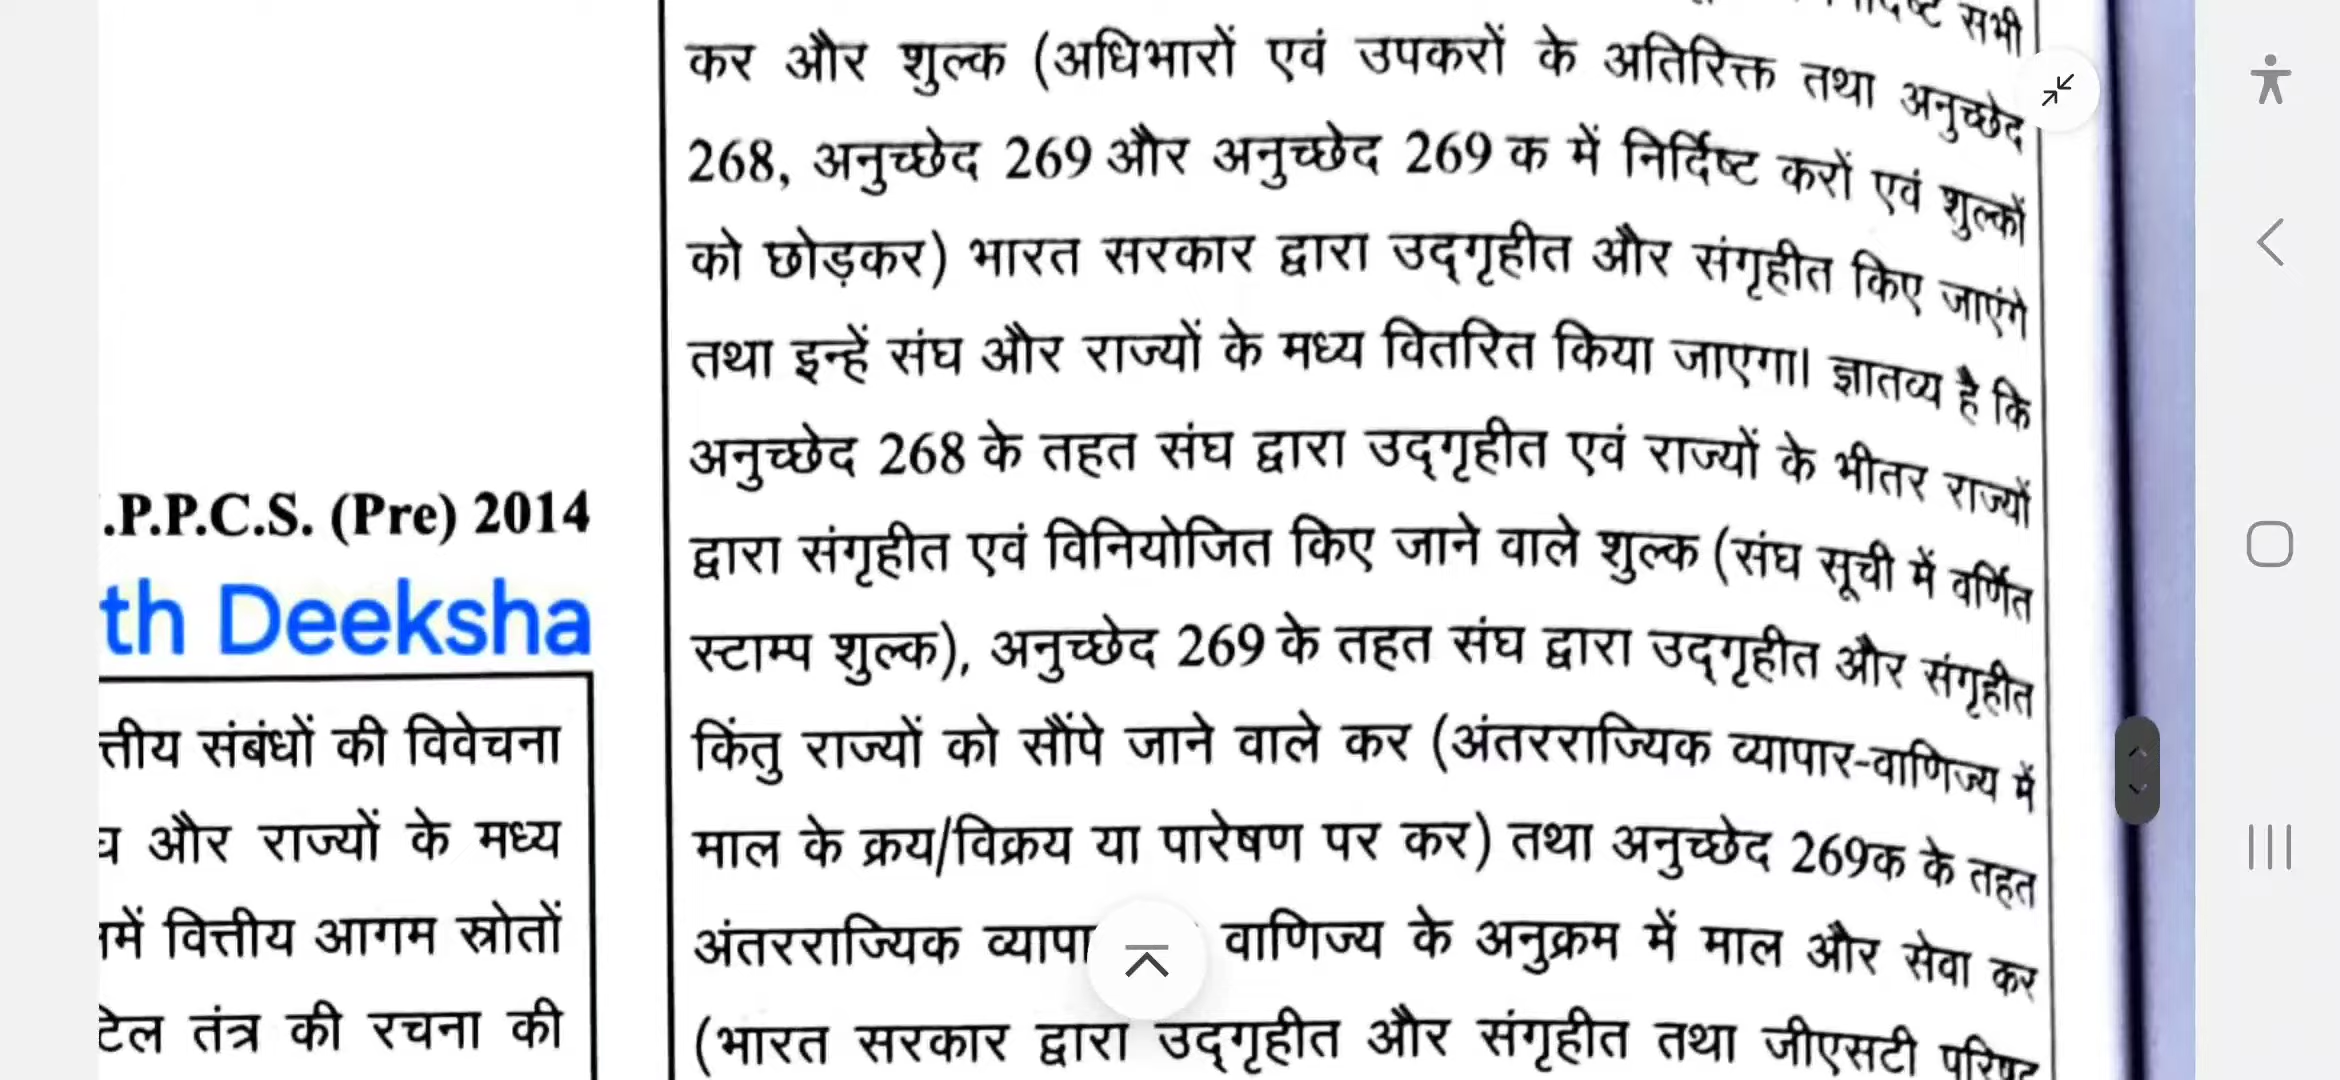 .P.P.C.S. (Pre) 2014
th Deeksha
संबंधों की विवेचना
और राज्यों के मध्य
वित्तीय आगम स्रोतों
तंत्र की रचना की
सभी
कर और शुल्क (अधिभारों एवं उपकरों के अतिरिक्त तथा अनुच्छेद
268, अनुच्छेद 269 और अनुच्छेद 269 क में निर्दिष्ट करों एवं शुल्कों
को छोड़कर) भारत सरकार द्वारा उद्गृहीत और संगृहीत किए जाएंगे
तथा इन्हें संघ और राज्यों के मध्य वितरित किया जाएगा। ज्ञातव्य है कि
अनुच्छेद 268 के तहत संघ द्वारा उद्गृहीत एवं राज्यों के भीतर राज्यों
द्वारा संगृहीत एवं विनियोजित किए जाने वाले शुल्क (संघ सूची में वर्णित
स्टाम्प शुल्क), अनुच्छेद 269 के तहत संघ द्वारा उद्गृहीत और संगृहीत
किंतु राज्यों को सौंपे जाने वाले कर (अंतरराज्यिक व्यापार-वाणिज्य में
माल के क्रय/विक्रय या पारेषण पर कर) तथा अनुच्छेद 269क के तहत
अंतरराज्यिक वाणिज्य के अनुक्रम में माल और सेवा कर
(भारत सरकार द्वारा उद्गृहीत और संगृहीत तथा जीएसटी परिषद